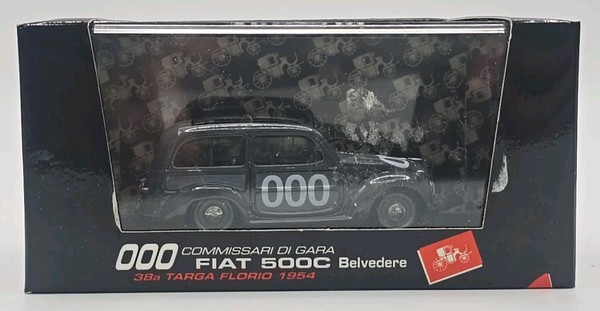 000
000 COMMISSARI DI GARA
FIAT 500C Belvedere
38a TARGA FLORIO 1954